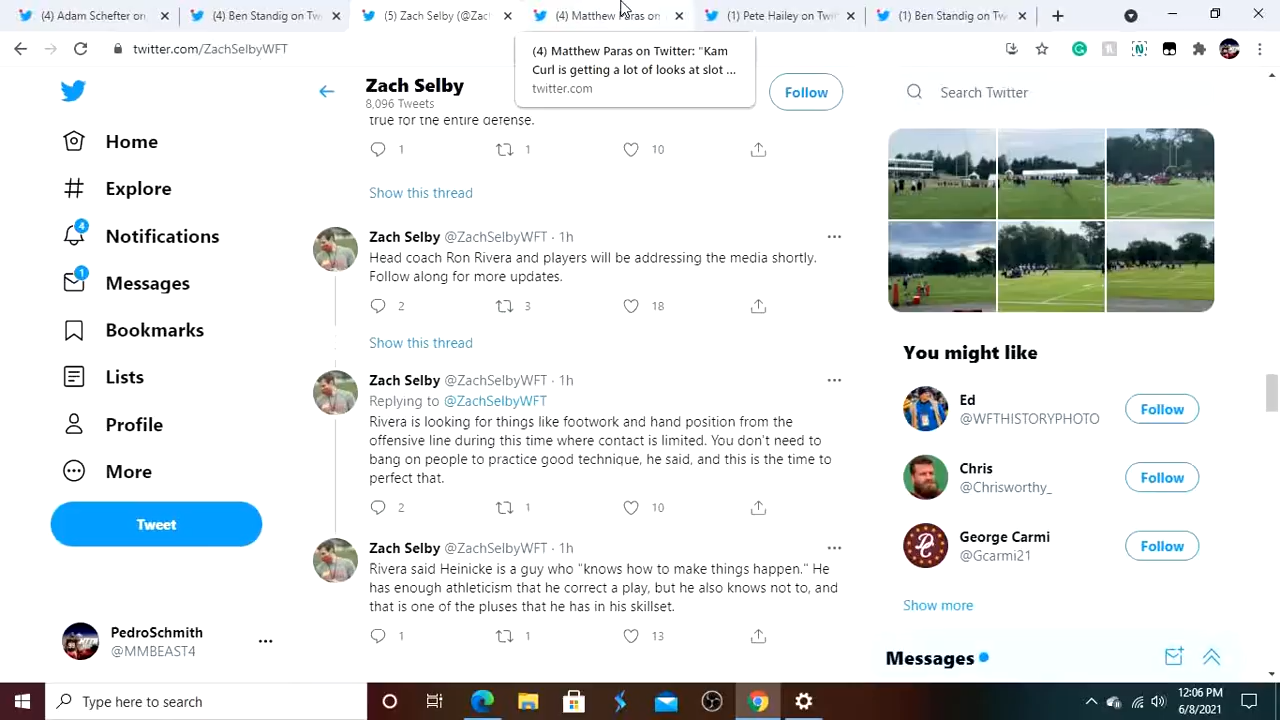 (4) Adam Schefter on
(4) Ben Standig on Tw
(5) Zach Selby (@Zac
(4) Matthew Paras on
(1) Pete Hailey on Twi
(1) Ben Standig on Tw
twitter.com/ZachSelbyWFT
(4) Matthew Paras on Twitter: "Kam
Curl is getting a lot of looks at slot ...
twitter.com
Zach Selby
8,096 Tweets
Follow
Search Twitter
true for the entire defense.
1 1 10
Show this thread
Home
Explore
4
Notifications
1
Messages
Bookmarks
Lists
Profile
More
Tweet
PedroSchmith
@MMBEAST4
Zach Selby @ZachSelbyWFT · 1h
Head coach Ron Rivera and players will be addressing the media shortly.
Follow along for more updates.
2 3 18
Show this thread
Zach Selby @ZachSelbyWFT · 1h
Replying to @ZachSelbyWFT
Rivera is looking for things like footwork and hand position from the
offensive line during this time where contact is limited. You don't need to
bang on people to practice good technique, he said, and this is the time to
perfect that.
2 1 10
Zach Selby @ZachSelbyWFT · 1h
Rivera said Heinicke is a guy who "knows how to make things happen." He
has enough athleticism that he correct a play, but he also knows not to, and
that is one of the pluses that he has in his skillset.
1 1 13
You might like
Ed
@WFTHISTORYPHOTO
Follow
Chris
@Chrisworthy_
Follow
George Carmi
@Gcarmi21
Follow
Show more
Messages
Type here to search
12:06 PM
6/8/2021